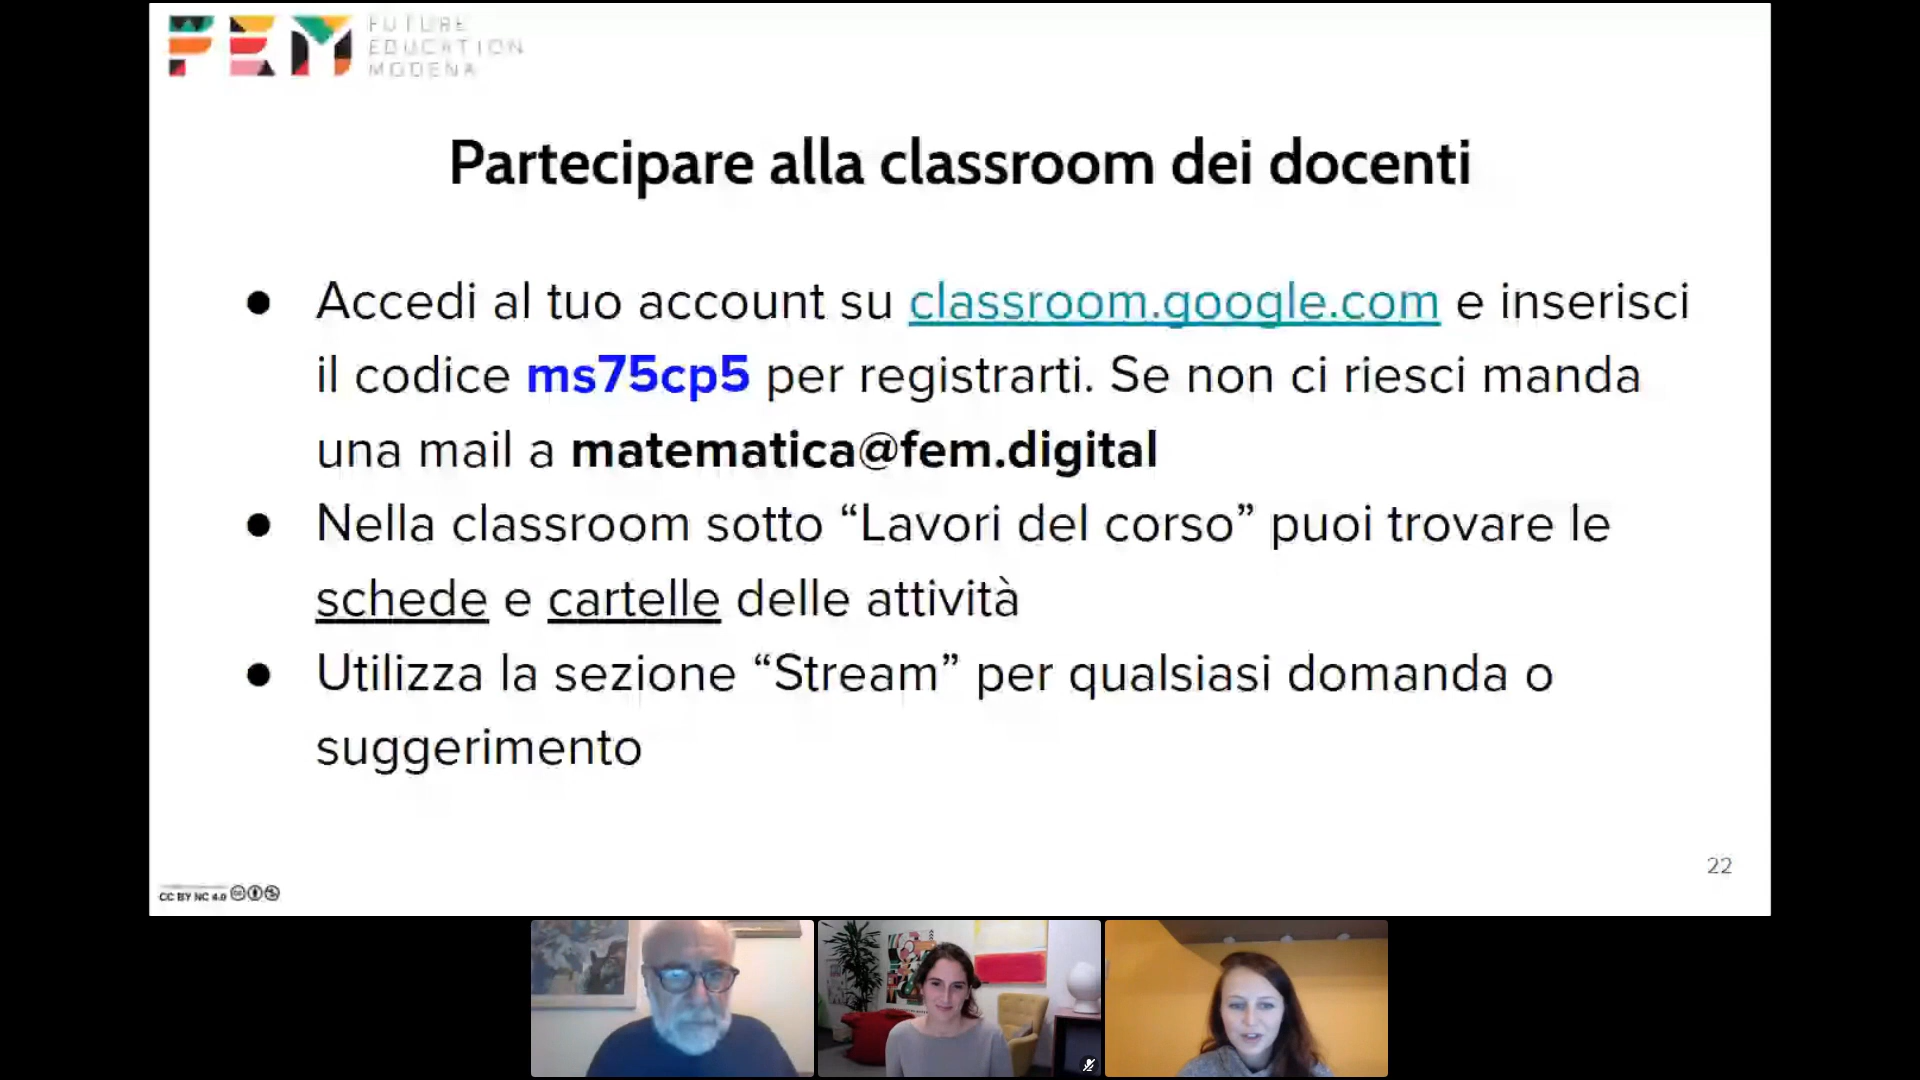 FUTURE
EDUCATION
MODENA
FEM
Partecipare alla classroom dei docenti
● Accedi al tuo account su classroom.google.com e inserisci
il codice ms75cp5 per registrarti. Se non ci riesci manda
una mail a matematica@fem.digital
● Nella classroom sotto “Lavori del corso” puoi trovare le
schede e cartelle delle attività
● Utilizza la sezione “Stream” per qualsiasi domanda o
suggerimento
22
CC BY NC 4.0